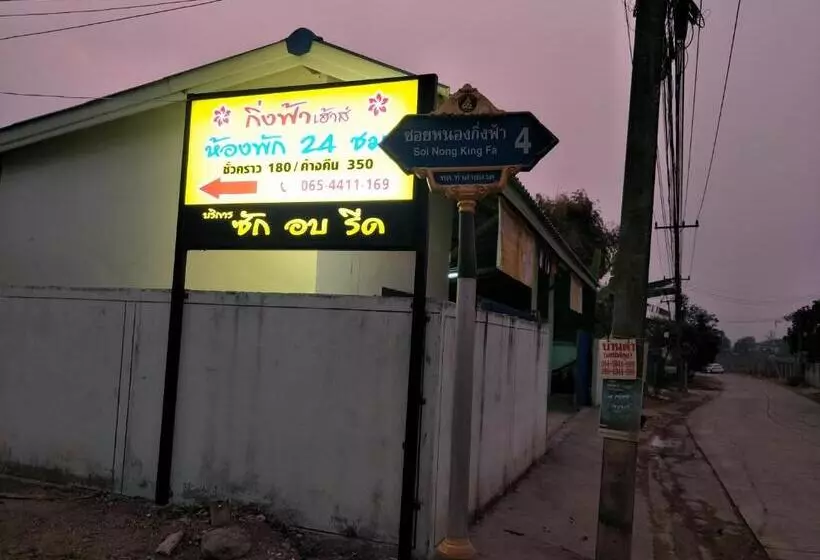 กิ่งฟ้าเฮ้าส์
ห้องพัก 24 ชม
ชั่วคราว 180/ค้างคืน 350
065-4411-169
บริการ
ซัก อบ รีด
ซอยหนองกิ่งฟ้า 4
Soi Nong King Fa